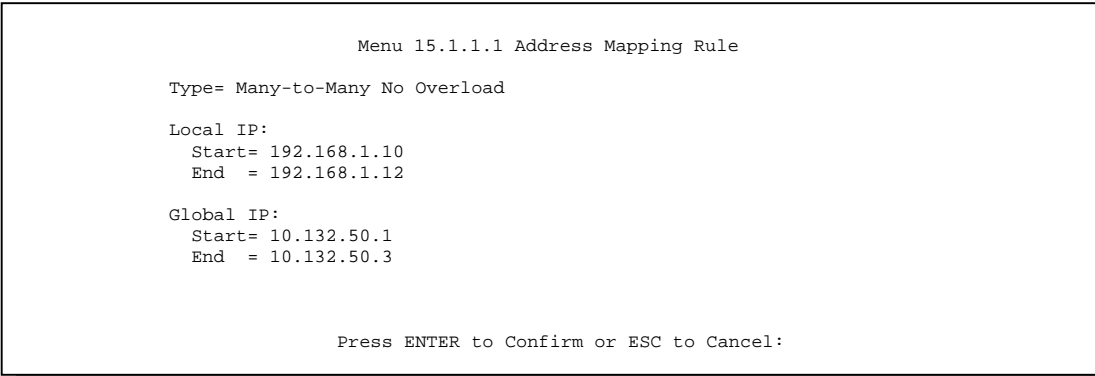 Menu 15.1.1.1 Address Mapping Rule
Type= Many-to-Many No Overload
Local IP:
Start= 192.168.1.10
End  = 192.168.1.12
Global IP:
Start= 10.132.50.1
End  = 10.132.50.3
Press ENTER to Confirm or ESC to Cancel: